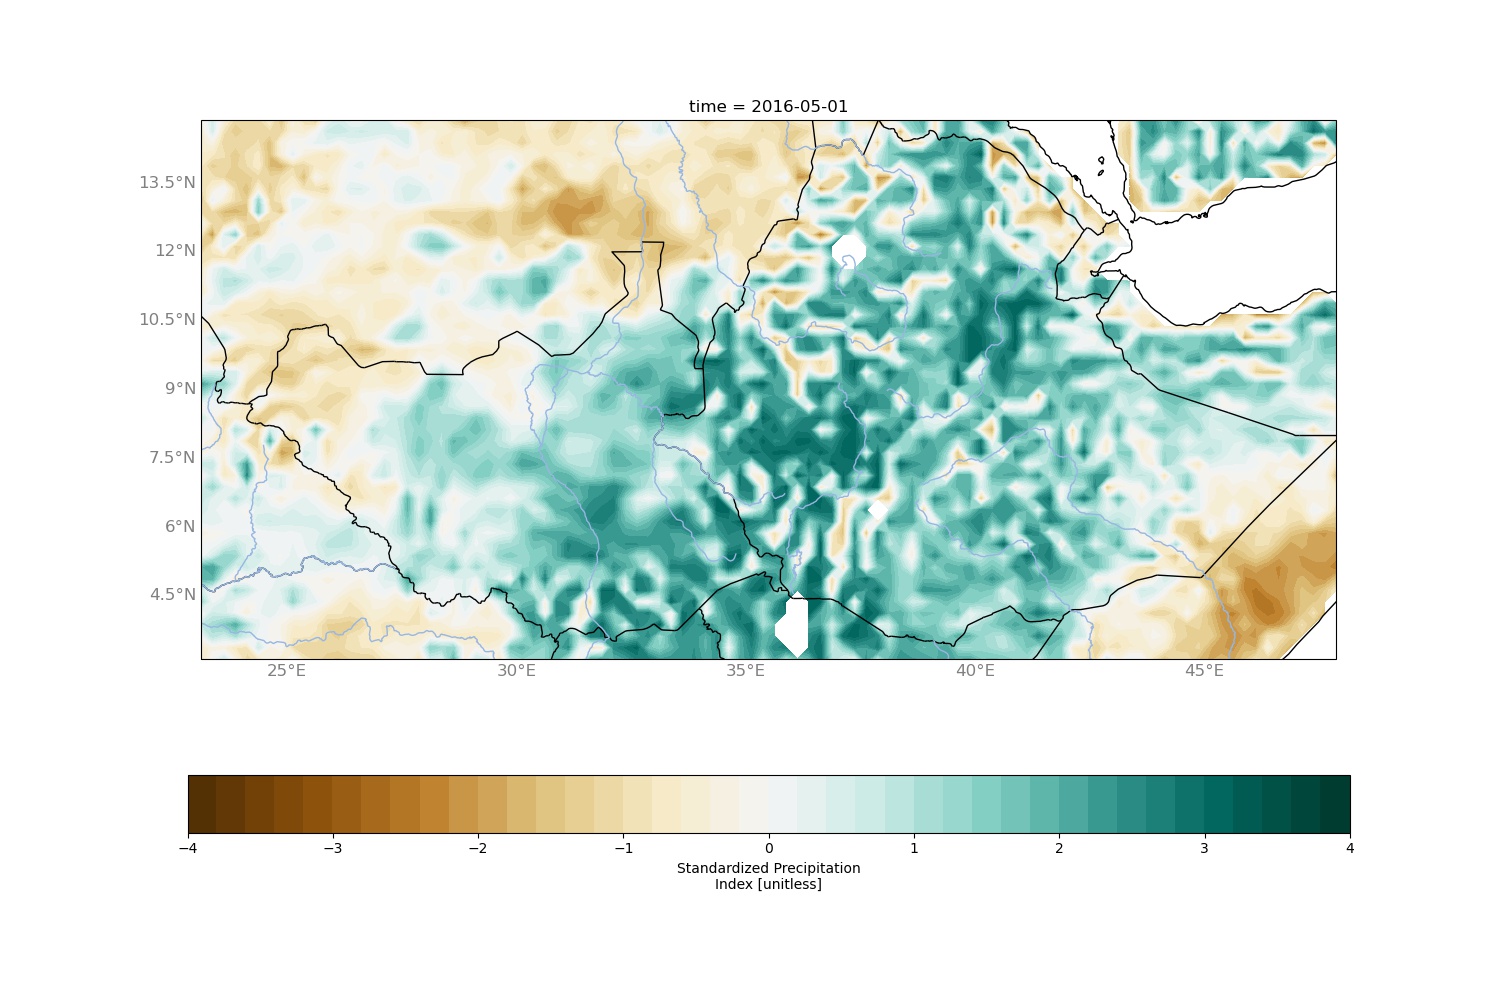 time = 2016-05-01
13.5°N
12°N
10.5°N
9°N
7.5°N
6°N
4.5°N
25°E 30°E 35°E 40°E 45°E
−4 −3 −2 −1 0 1 2 3 4
Standardized Precipitation
Index [unitless]